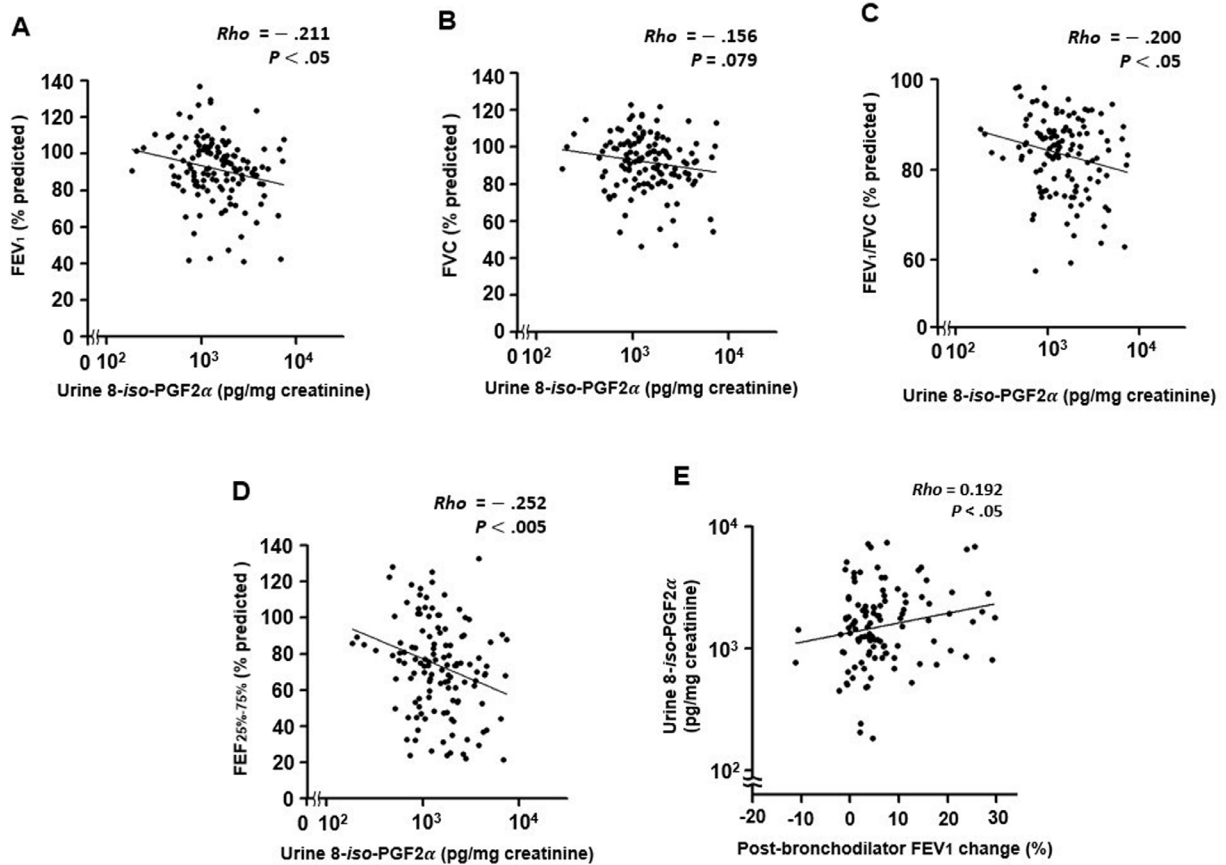 A
Rho = − .211
P < .05
FEV1 (% predicted )
140
120
100
80
60
40
20
0
0 10²
10³
10⁴
Urine 8-iso-PGF2α (pg/mg creatinine)
B
Rho = − .156
P = .079
FVC (% predicted )
140
120
100
80
60
40
20
0
0 10²
10³
10⁴
Urine 8-iso-PGF2α (pg/mg creatinine)
C
Rho = − .200
P < .05
FEV1/FVC (% predicted )
100
80
60
0
0 10²
10³
10⁴
Urine 8-iso-PGF2α (pg/mg creatinine)
D
Rho = − .252
P < .005
FEF25%-75% (% predicted )
140
120
100
80
60
40
20
0
0 10²
10³
10⁴
Urine 8-iso-PGF2α (pg/mg creatinine)
E
Rho = 0.192
P < .05
Urine 8-iso-PGF2α
(pg/mg creatinine)
10⁴
10³
10²
-20
-10
0
10
20
30
Post-bronchodilator FEV1 change (%)